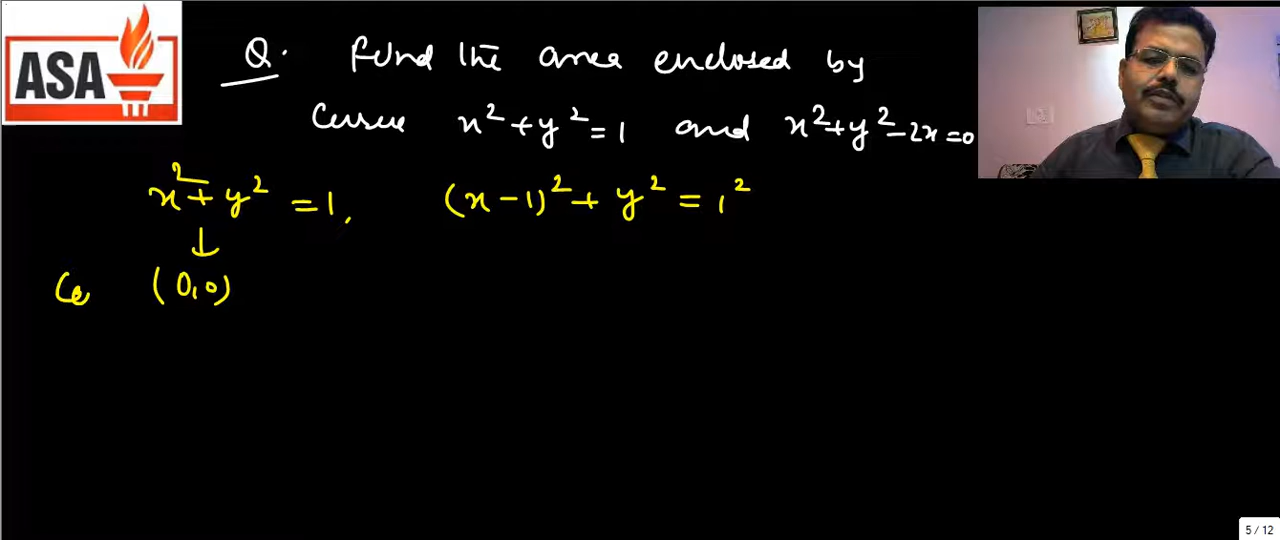 ASA
Q. Find the area enclosed by
Curve x² + y² = 1 and x² + y² - 2x = 0
x² + y² = 1, (x - 1)² + y² = 1²
↓
Ce (0,0)
5 / 12